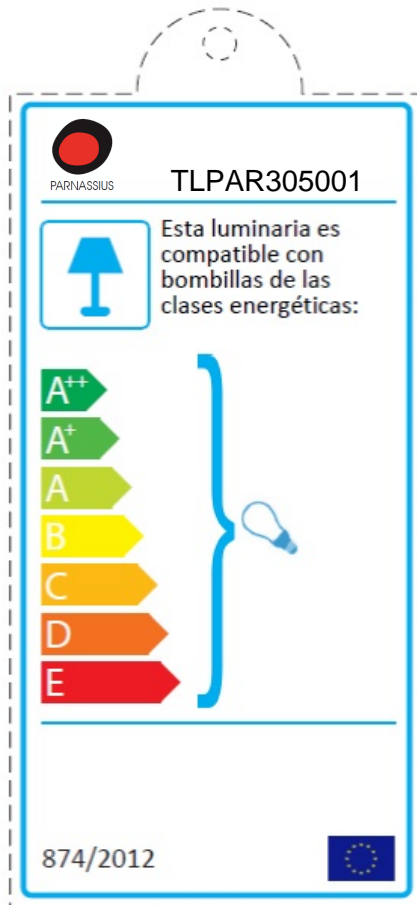 PARNASSIUS
TLPAR305001
Esta luminaria es
compatible con
bombillas de las
clases energéticas:
A++
A+
A
B
C
D
E
874/2012